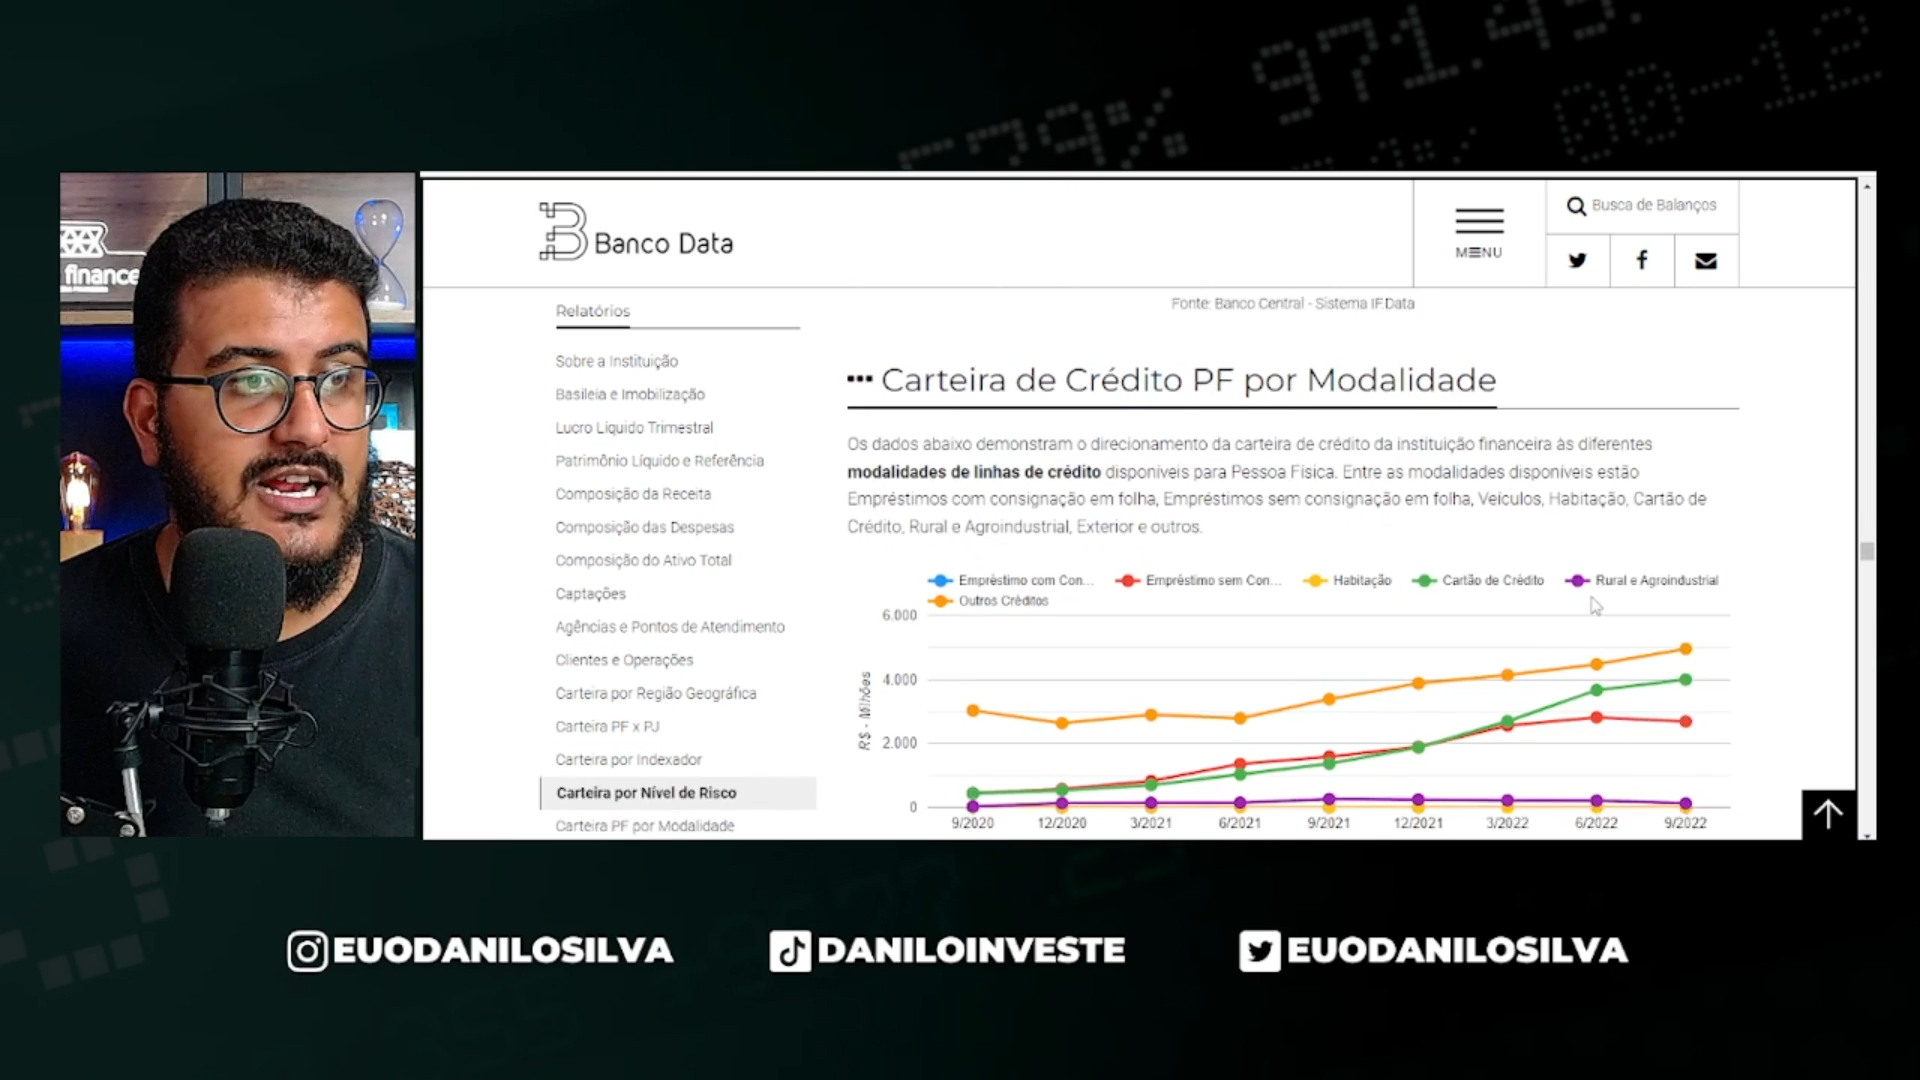 finance
Banco Data
MENU
Busca de Balanços
Relatórios
Sobre a Instituição
Basileia e Imobilização
Lucro Líquido Trimestral
Patrimônio Líquido e Referência
Composição da Receita
Composição das Despesas
Composição do Ativo Total
Captações
Agências e Pontos de Atendimento
Clientes e Operações
Carteira por Região Geográfica
Carteira PF x PJ
Carteira por Indexador
Carteira por Nível de Risco
Carteira PF por Modalidade
Fonte: Banco Central - Sistema IF.Data
Carteira de Crédito PF por Modalidade
Os dados abaixo demonstram o direcionamento da carteira de crédito da instituição financeira às diferentes
modalidades de linhas de crédito disponíveis para Pessoa Física. Entre as modalidades disponíveis estão
Empréstimos com consignação em folha, Empréstimos sem consignação em folha, Veículos, Habitação, Cartão de
Crédito, Rural e Agroindustrial, Exterior e outros.
Empréstimo com Con... Empréstimo sem Con... Habitação Cartão de Crédito Rural e Agroindustrial
Outros Créditos
R$ - Milhões
6.000
4.000
2.000
0
9/2020 12/2020 3/2021 6/2021 9/2021 12/2021 3/2022 6/2022 9/2022
EUODANILOSILVA DANILOINVESTE EUODANILOSILVA